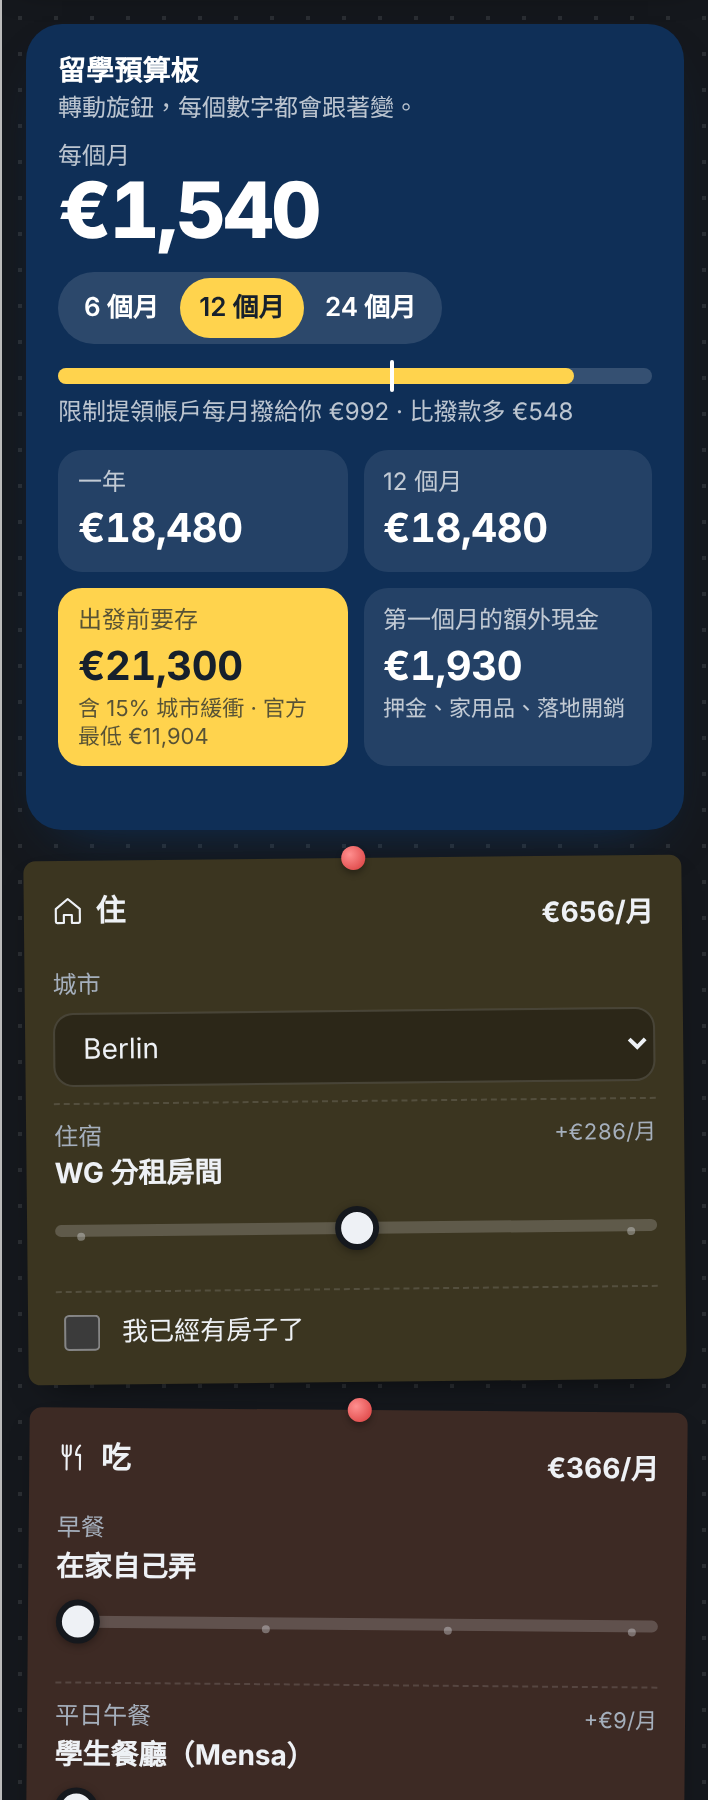 留學預算板
轉動旋鈕，每個數字都會跟著變。
每個月
€1,540
6 個月 12 個月 24 個月
限制提領帳戶每月撥給你 €992 · 比撥款多 €548
一年
€18,480
12 個月
€18,480
出發前要存
€21,300
含 15% 城市緩衝 · 官方
最低 €11,904
第一個月的額外現金
€1,930
押金、家用品、落地開銷
住
€656/月
城市
Berlin
住宿
+€286/月
WG 分租房間
我已經有房子了
吃
€366/月
早餐
在家自己弄
平日午餐
+€9/月
學生餐廳（Mensa）